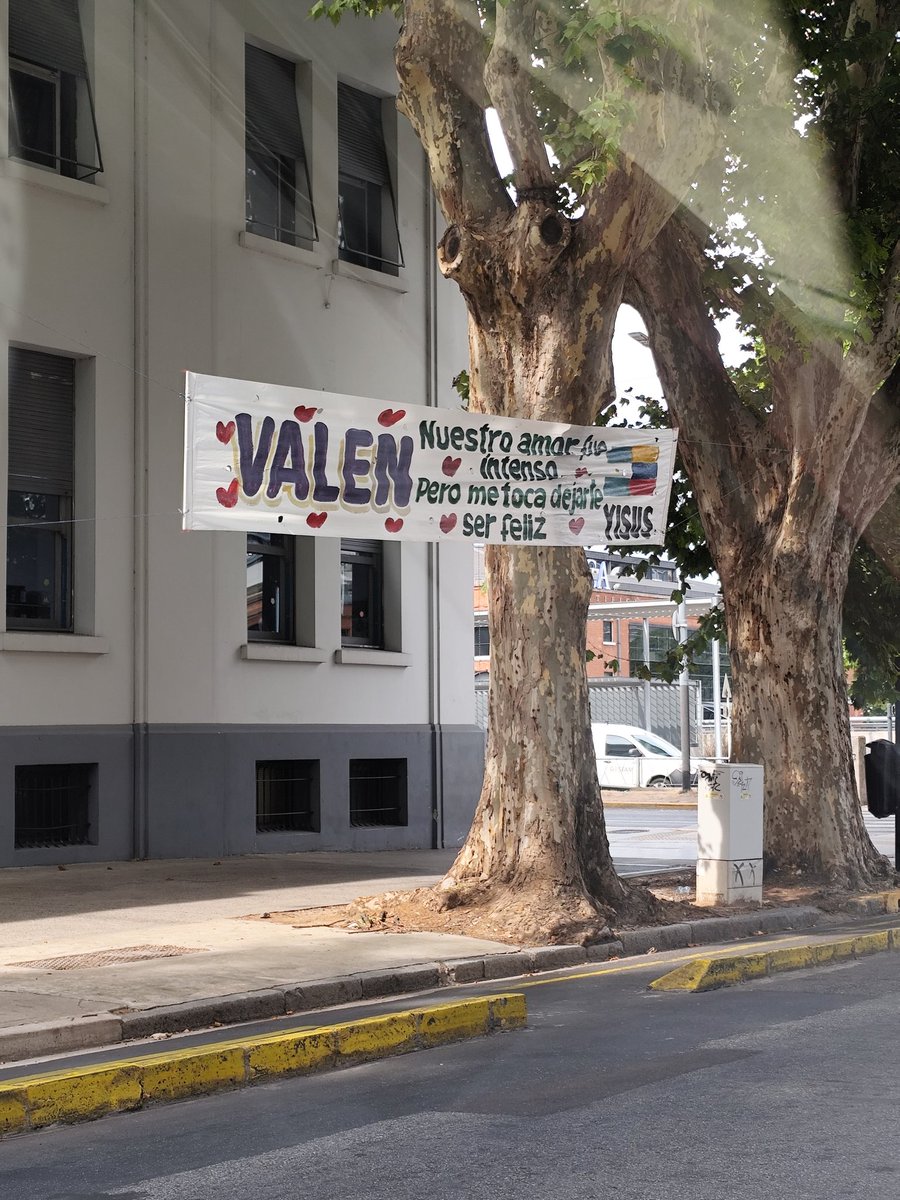 VALEN
Nuestro amor fue
intenso
Pero me toca dejarte
ser feliz
YISUS